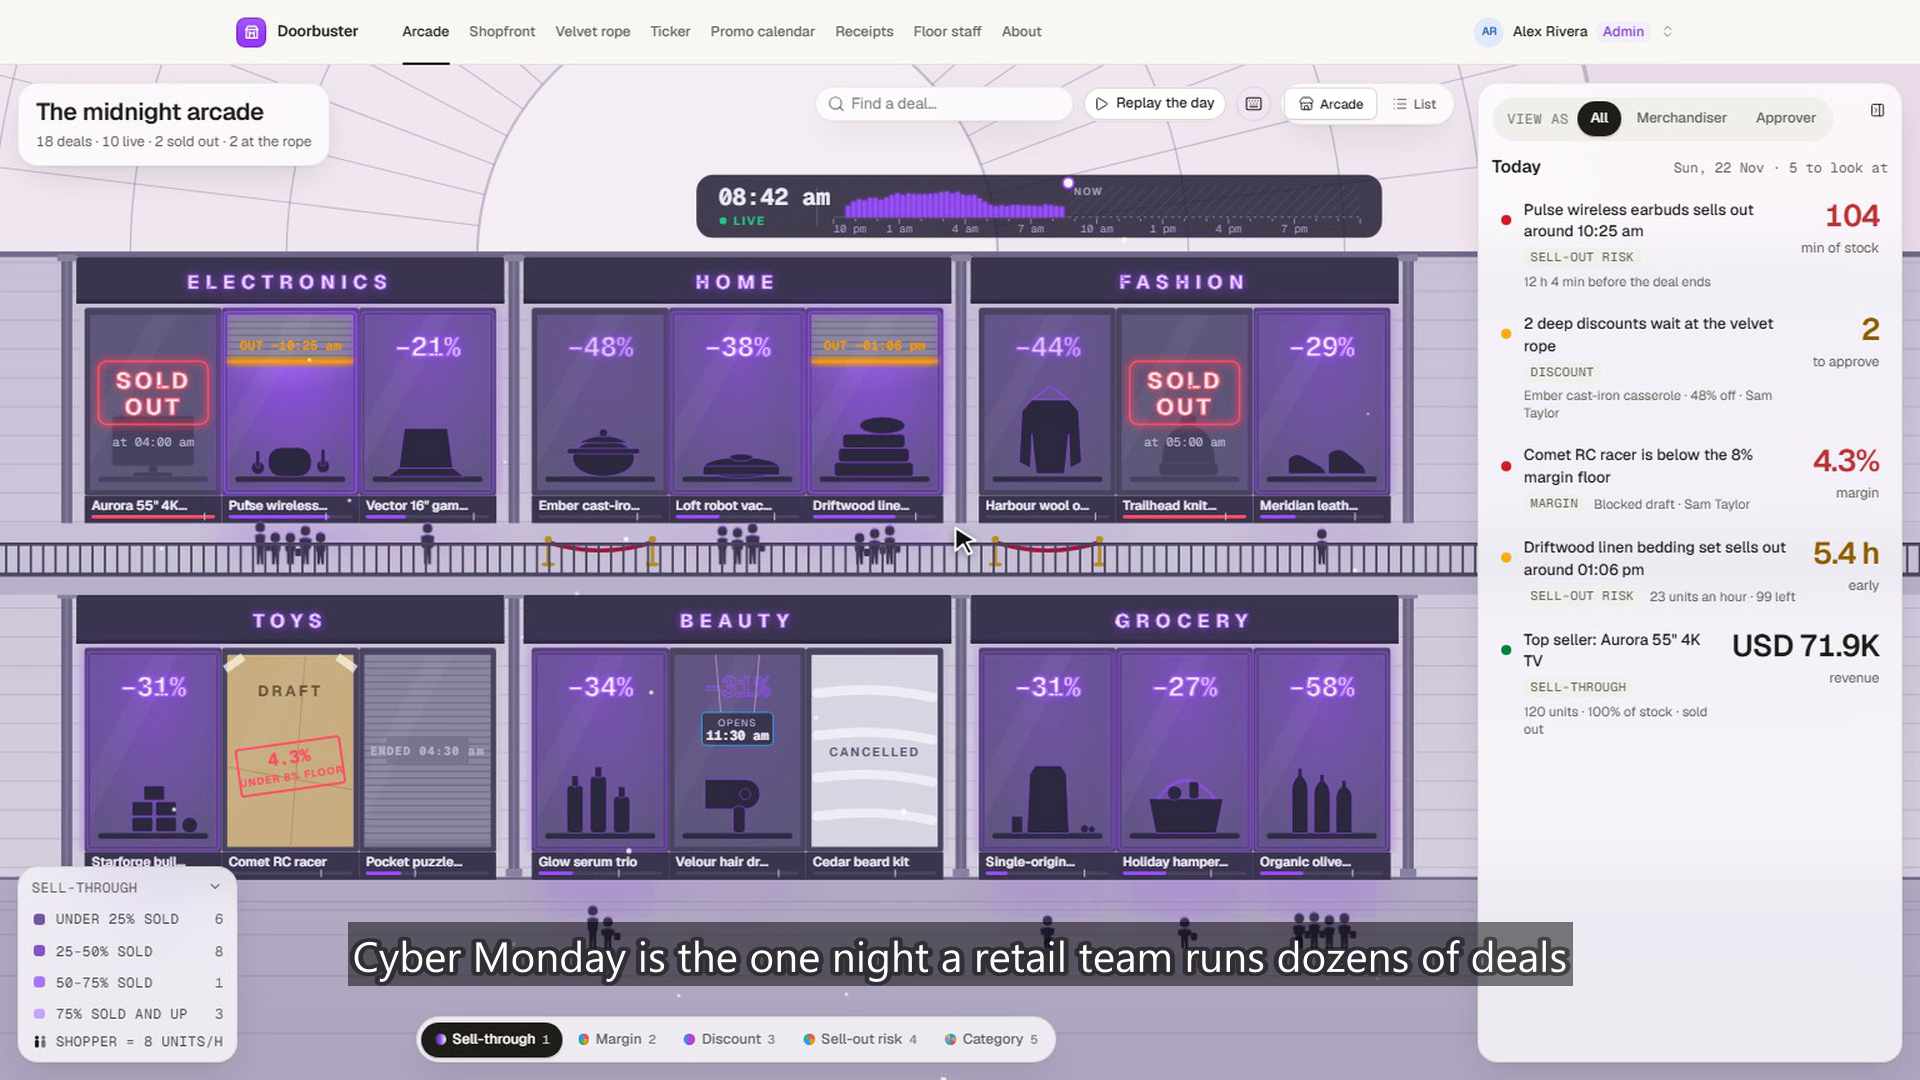 Doorbuster
Arcade
Shopfront
Velvet rope
Ticker
Promo calendar
Receipts
Floor staff
About
AR
Alex Rivera
Admin
The midnight arcade
18 deals · 10 live · 2 sold out · 2 at the rope
Find a deal...
Replay the day
Arcade
List
08:42 am
LIVE
NOW
10 pm 1 am 4 am 7 am 10 am 1 pm 4 pm 7 pm
ELECTRONICS
HOME
FASHION
SOLD OUT
at 04:00 am
OUT ~10:25 am
−21%
−48%
−38%
OUT ~01:06 pm
−44%
SOLD OUT
at 05:00 am
−29%
Aurora 55" 4K...
Pulse wireless...
Vector 16" gam...
Ember cast-iro...
Loft robot vac...
Driftwood line...
Harbour wool o...
Trailhead knit...
Meridian leath...
TOYS
BEAUTY
GROCERY
−31%
DRAFT
4.3%
UNDER 8% FLOOR
ENDED 04:30 am
−34%
−31%
OPENS
11:30 am
CANCELLED
−31%
−27%
−58%
Starforge buil...
Comet RC racer
Pocket puzzle...
Glow serum trio
Velour hair dr...
Cedar beard kit
Single-origin...
Holiday hamper...
Organic olive...
SELL-THROUGH
UNDER 25% SOLD 6
25-50% SOLD 8
50-75% SOLD 1
75% SOLD AND UP 3
SHOPPER = 8 UNITS/H
Cyber Monday is the one night a retail team runs dozens of deals
Sell-through 1
Margin 2
Discount 3
Sell-out risk 4
Category 5
VIEW AS
All
Merchandiser
Approver
Today
Sun, 22 Nov · 5 to look at
Pulse wireless earbuds sells out
around 10:25 am
104
min of stock
SELL-OUT RISK
12 h 4 min before the deal ends
2 deep discounts wait at the velvet
rope
2
to approve
DISCOUNT
Ember cast-iron casserole · 48% off · Sam
Taylor
Comet RC racer is below the 8%
margin floor
4.3%
margin
MARGIN
Blocked draft · Sam Taylor
Driftwood linen bedding set sells out
around 01:06 pm
5.4 h
early
SELL-OUT RISK
23 units an hour · 99 left
Top seller: Aurora 55" 4K
TV
USD 71.9K
revenue
SELL-THROUGH
120 units · 100% of stock · sold
out